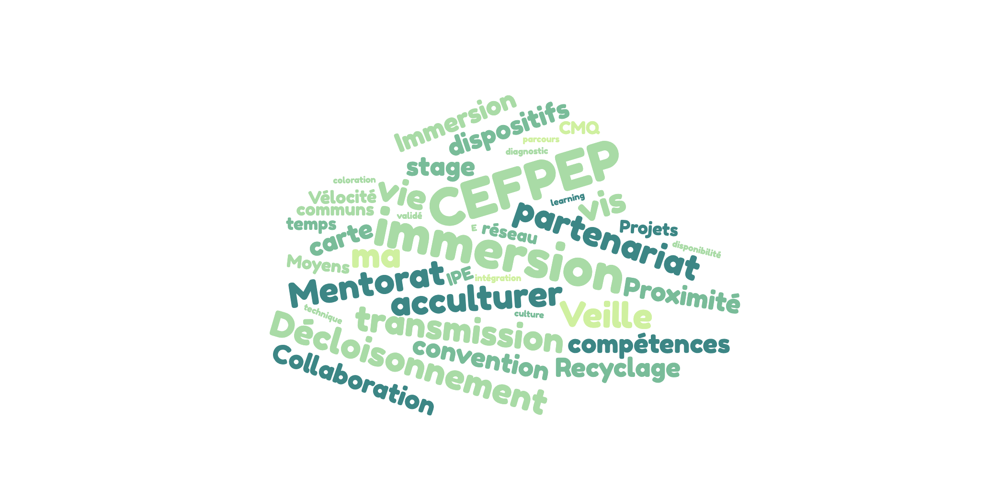 Immersion
dispositifs
CMQ
parcours
diagnostic
stage
CEFPEP
coloration
vie
Vélocité
learning
vis
communs
validé
partenariat
temps
carte
immersion
E
réseau
Projets
disponibilité
ma
Moyens
Mentorat
IPE
intégration
Proximité
acculturer
technique
culture
Veille
transmission
Décloisonnement
compétences
convention
Collaboration
Recyclage